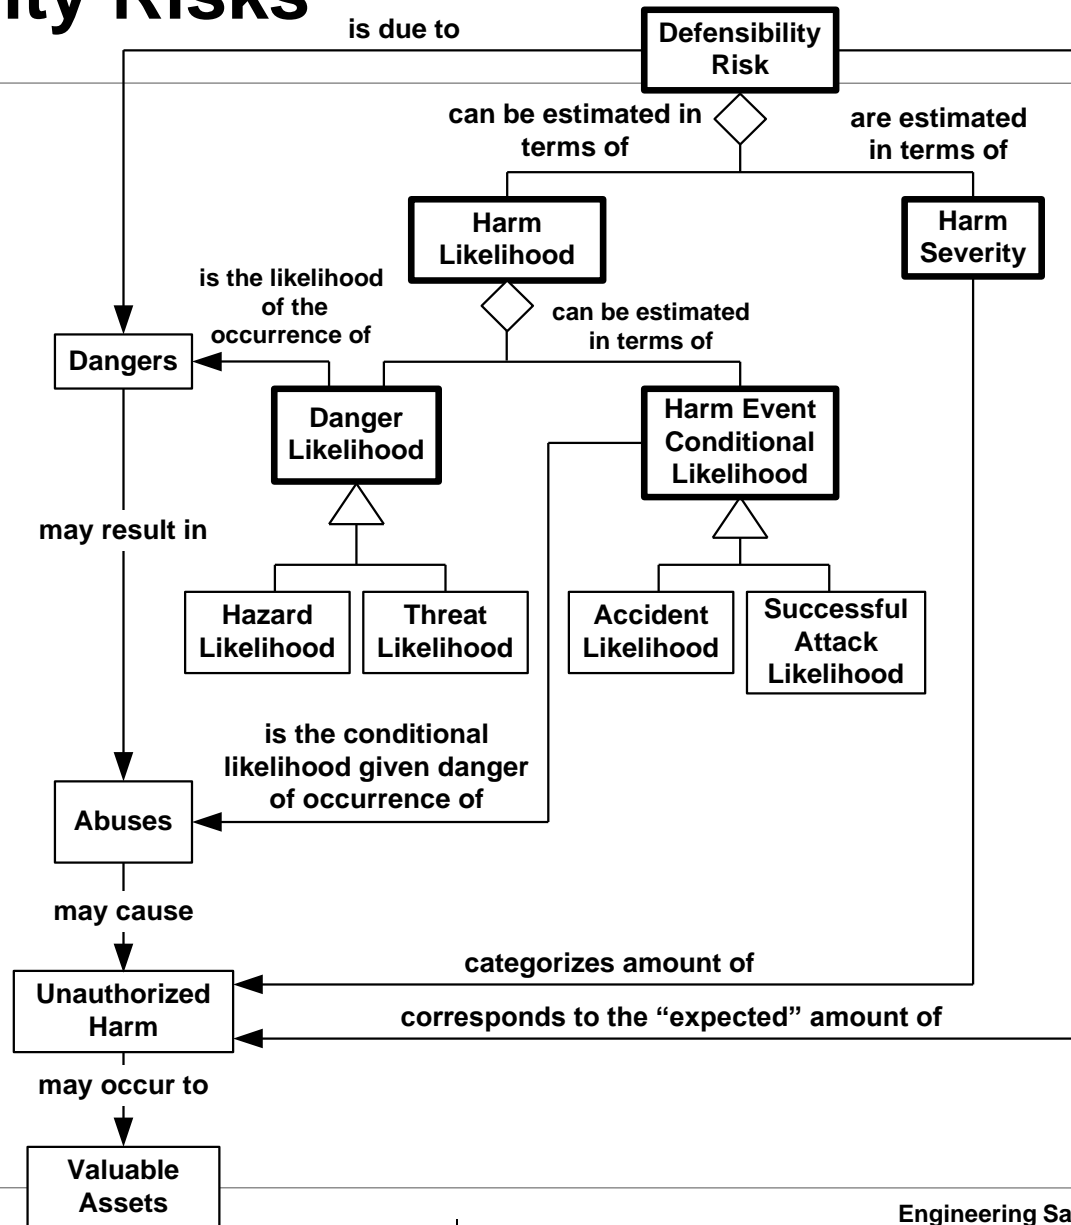 ity Risks
is due to
Defensibility
Risk
can be estimated in
terms of
are estimated
in terms of
Harm
Likelihood
Harm
Severity
is the likelihood
of the
occurrence of
can be estimated
in terms of
Dangers
Danger
Likelihood
Harm Event
Conditional
Likelihood
may result in
Hazard
Likelihood
Threat
Likelihood
Accident
Likelihood
Successful
Attack
Likelihood
is the conditional
likelihood given danger
of occurrence of
Abuses
may cause
categorizes amount of
Unauthorized
Harm
corresponds to the “expected” amount of
may occur to
Valuable
Assets
Engineering Sa